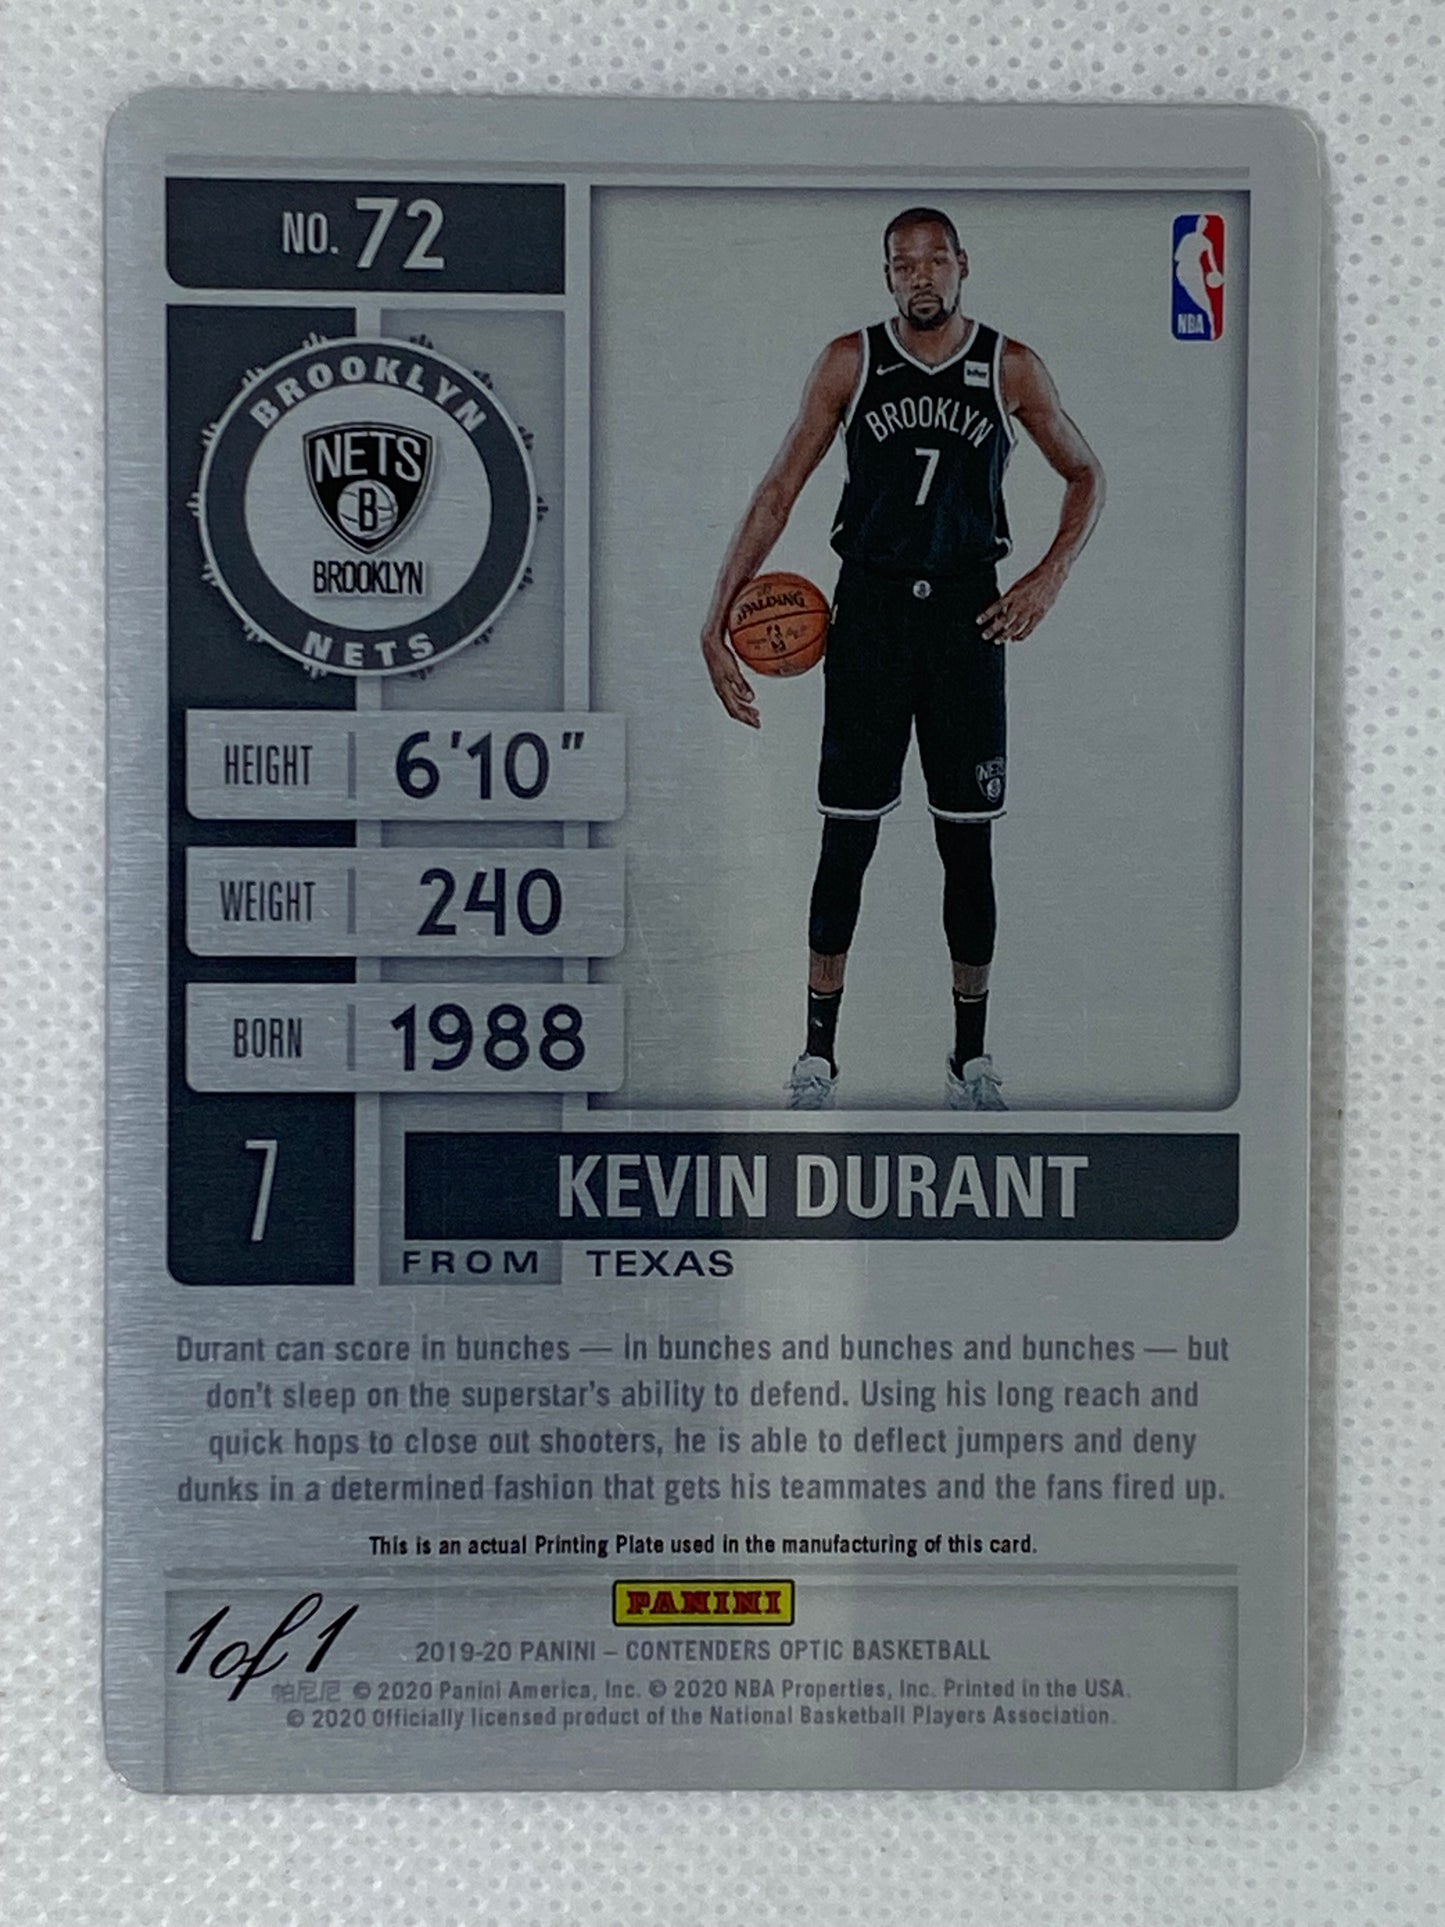 NO. 72
NBA
BROOKLYN
NETS
B
BROOKLYN
NETS
BROOKLYN
7
SPALDING
NETS
HEIGHT 6'10"
WEIGHT 240
BORN 1988
7
KEVIN DURANT
FROM TEXAS
Durant can score in bunches — in bunches and bunches and bunches — but
don't sleep on the superstar's ability to defend. Using his long reach and
quick hops to close out shooters, he is able to deflect jumpers and deny
dunks in a determined fashion that gets his teammates and the fans fired up.
This is an actual Printing Plate used in the manufacturing of this card.
PANINI
1 of 1
2019-20 PANINI – CONTENDERS OPTIC BASKETBALL
帕尼尼 © 2020 Panini America, Inc. © 2020 NBA Properties, Inc. Printed in the USA.
© 2020 Officially licensed product of the National Basketball Players Association.